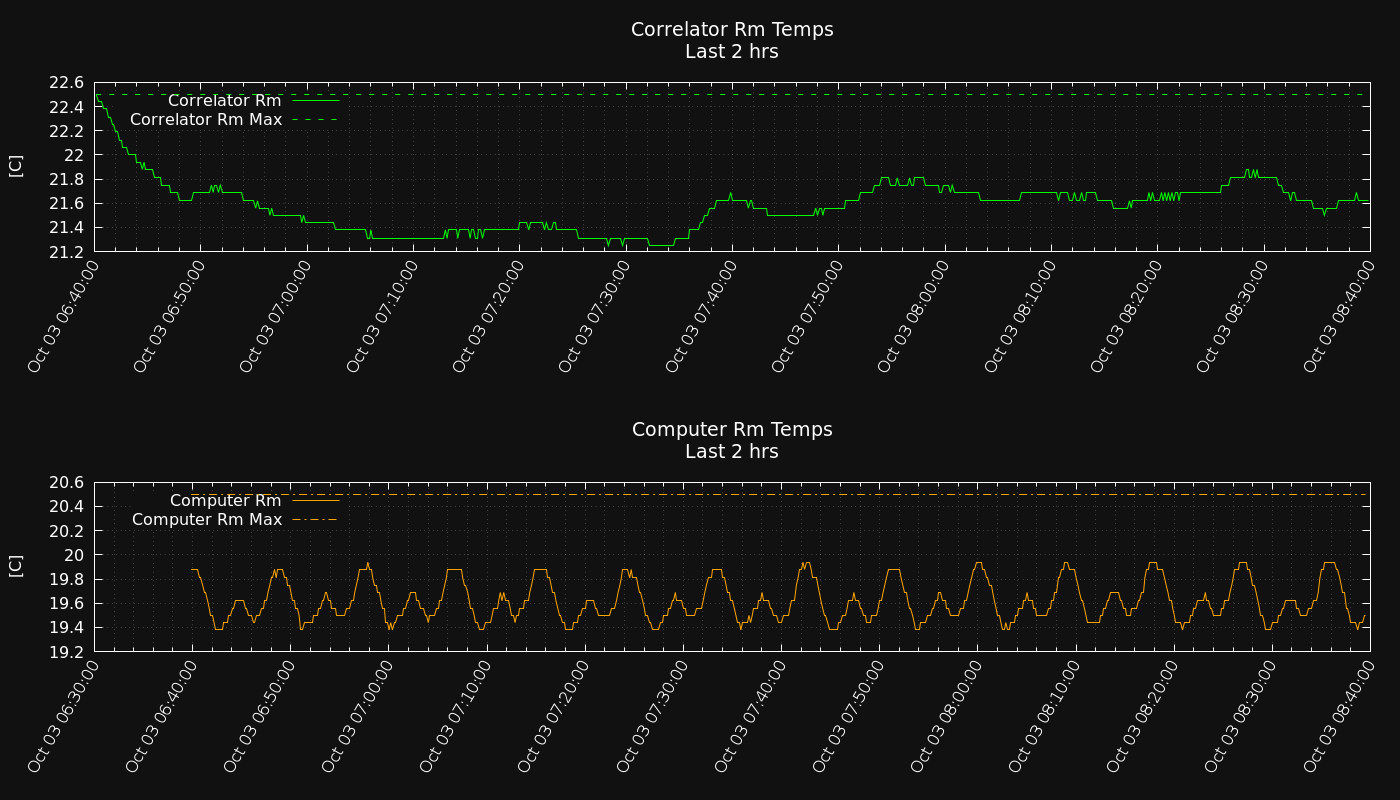 Correlator Rm Temps
Last 2 hrs
22.6
22.4
22.2
22
21.8
21.6
21.4
21.2
[C]
Correlator Rm
Correlator Rm Max
Oct 03 06:40:00
Oct 03 06:50:00
Oct 03 07:00:00
Oct 03 07:10:00
Oct 03 07:20:00
Oct 03 07:30:00
Oct 03 07:40:00
Oct 03 07:50:00
Oct 03 08:00:00
Oct 03 08:10:00
Oct 03 08:20:00
Oct 03 08:30:00
Oct 03 08:40:00
Computer Rm Temps
Last 2 hrs
20.6
20.4
20.2
20
19.8
19.6
19.4
19.2
[C]
Computer Rm
Computer Rm Max
Oct 03 06:30:00
Oct 03 06:40:00
Oct 03 06:50:00
Oct 03 07:00:00
Oct 03 07:10:00
Oct 03 07:20:00
Oct 03 07:30:00
Oct 03 07:40:00
Oct 03 07:50:00
Oct 03 08:00:00
Oct 03 08:10:00
Oct 03 08:20:00
Oct 03 08:30:00
Oct 03 08:40:00